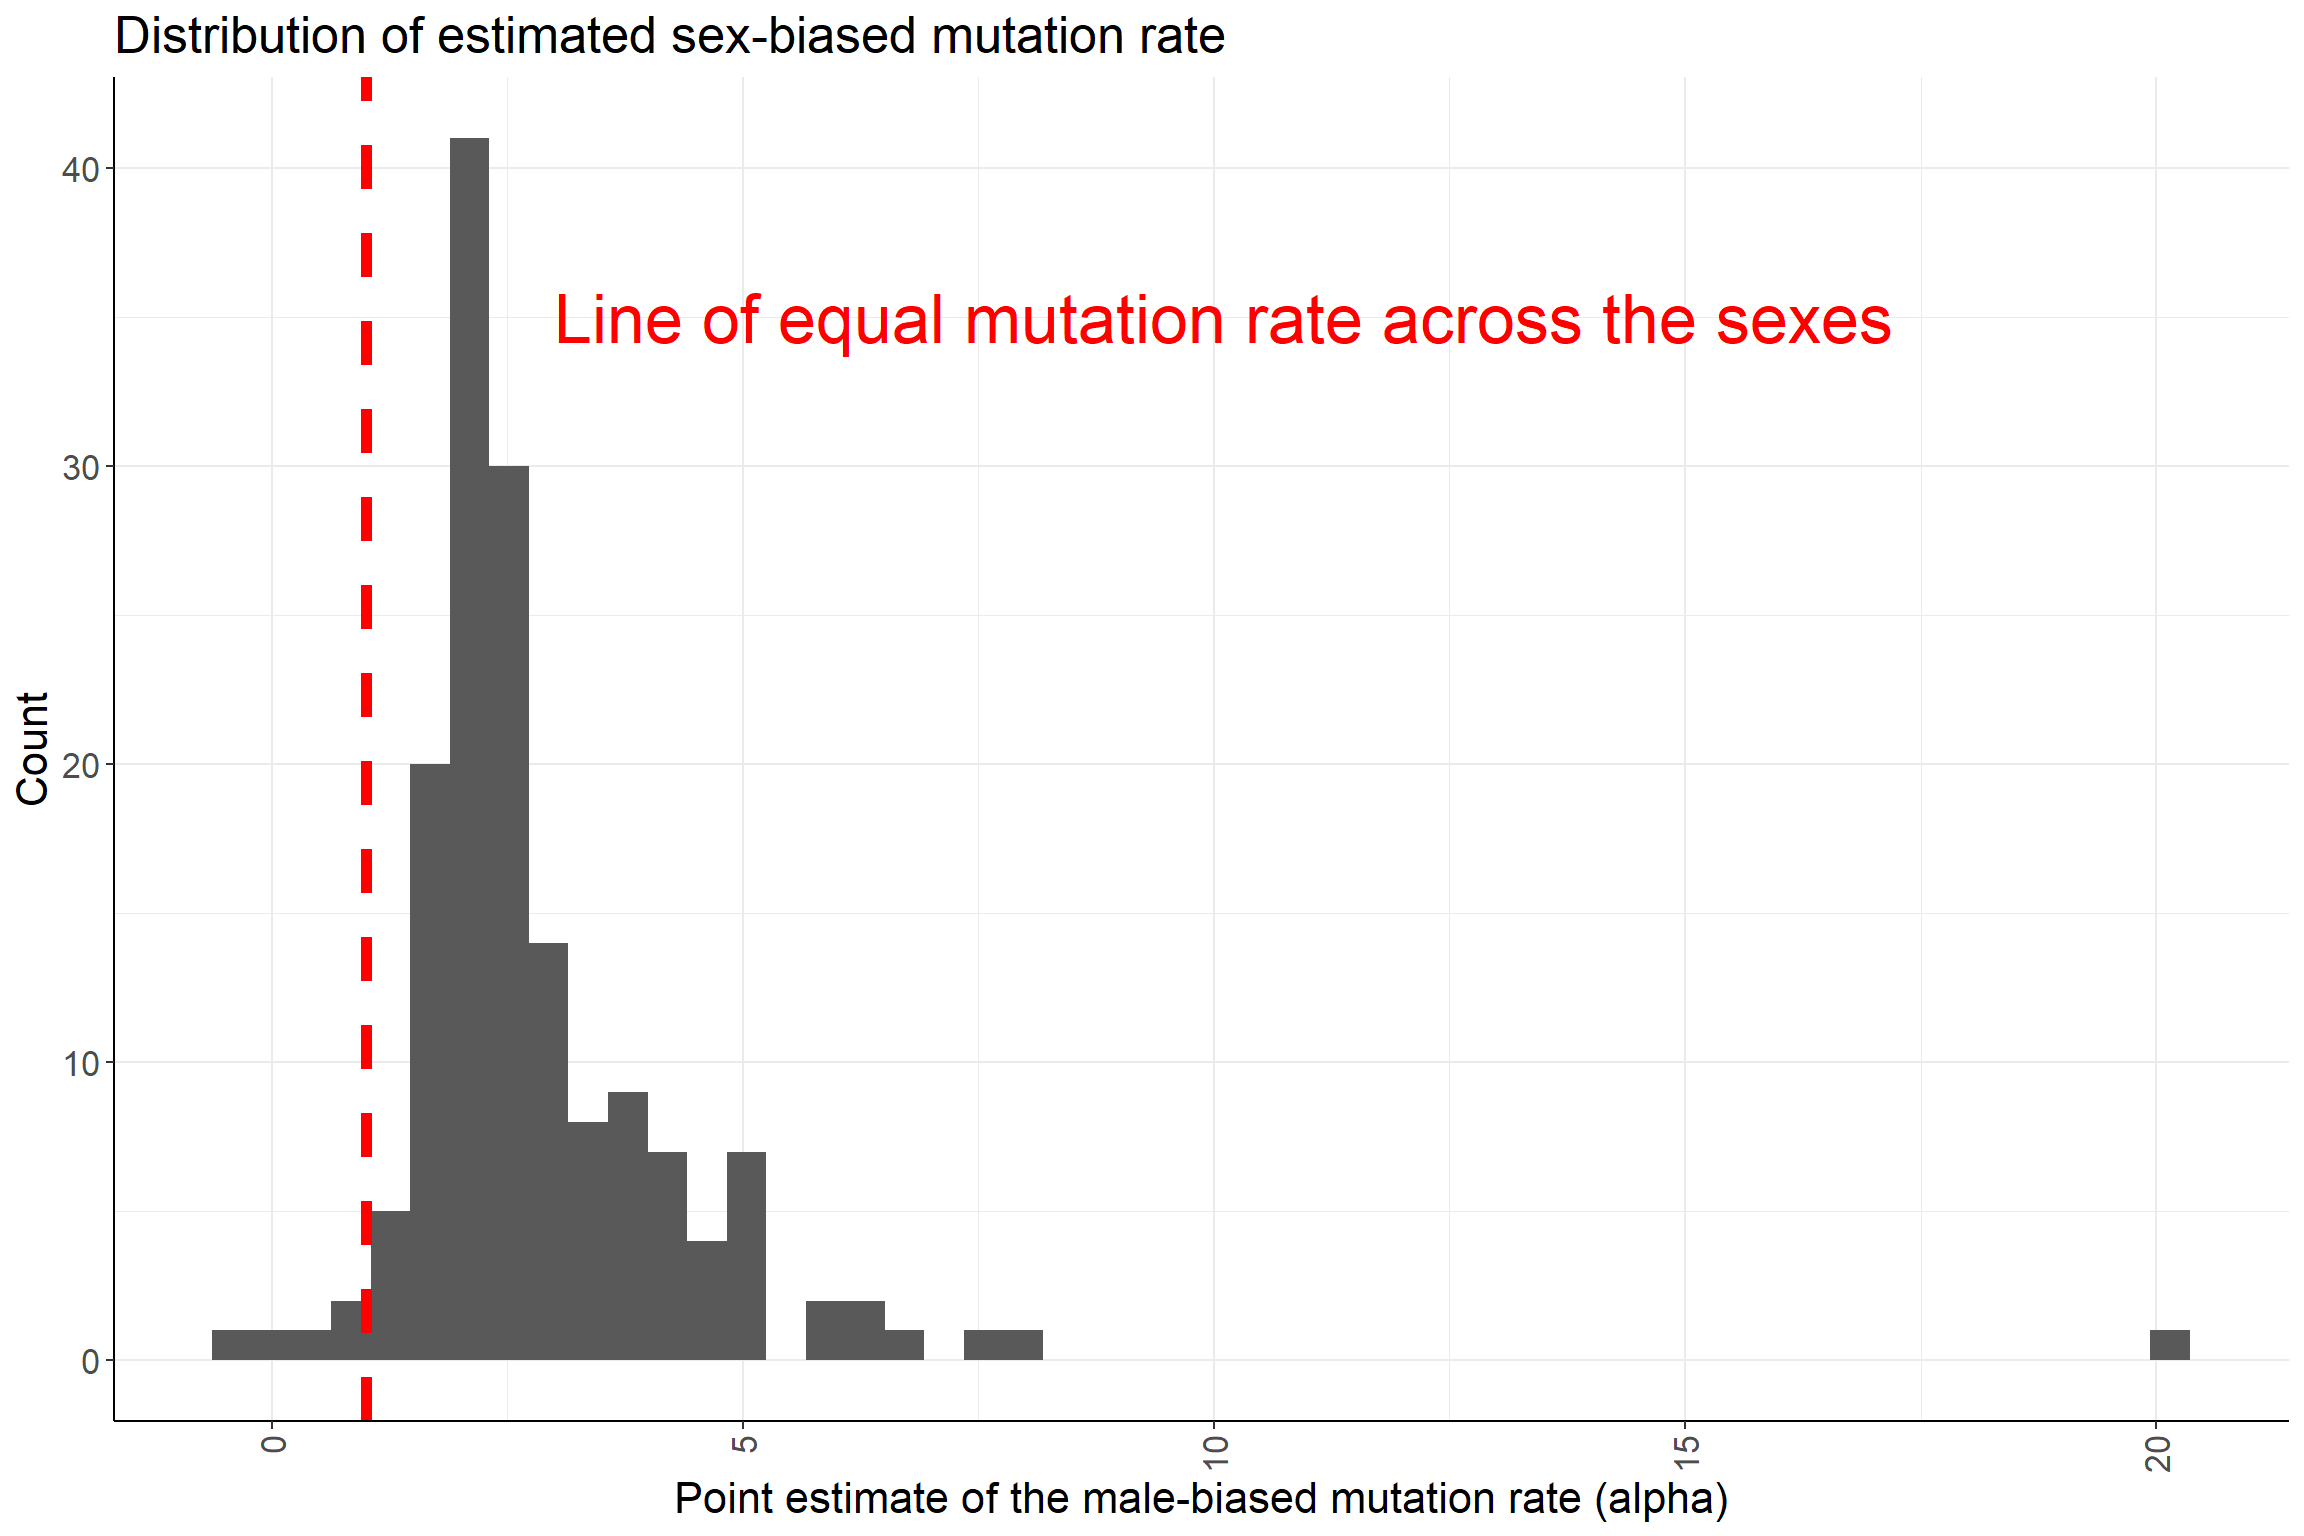 Distribution of estimated sex-biased mutation rate
40
Line of equal mutation rate across the sexes
30
Count
20
10
0
0 5 10 15 20
Point estimate of the male-biased mutation rate (alpha)